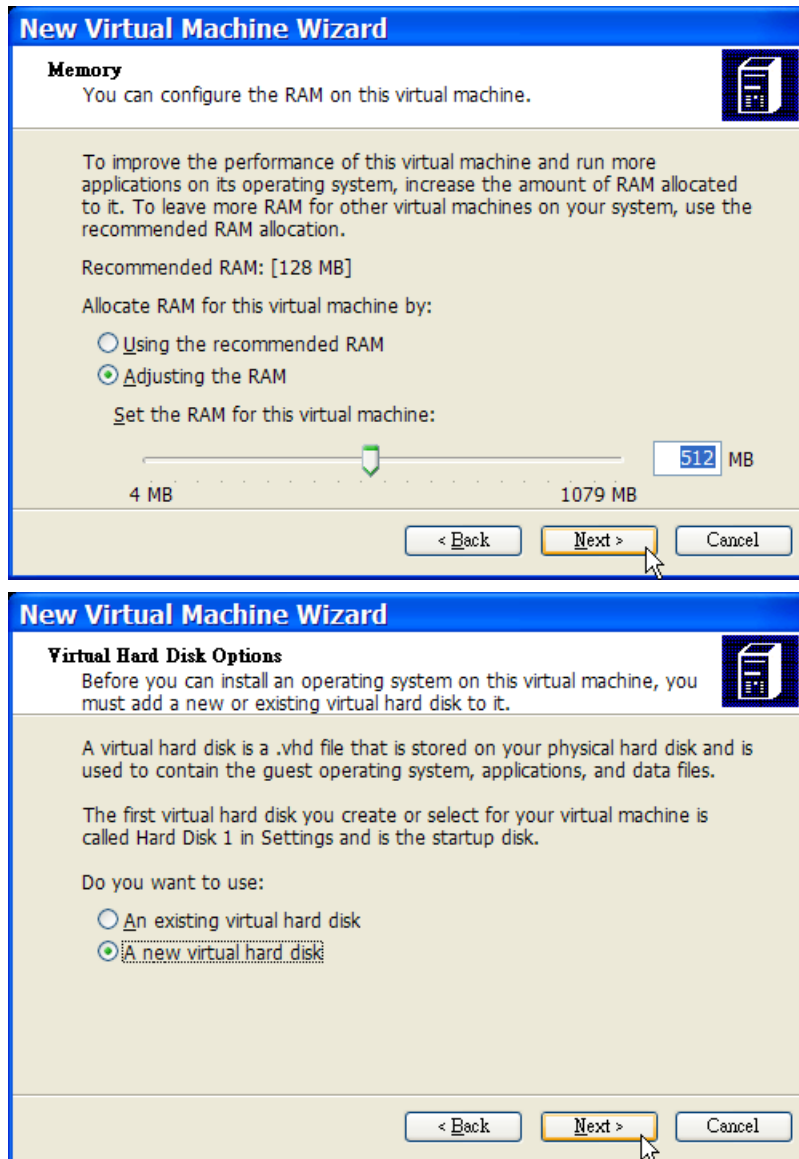 New Virtual Machine Wizard
Memory
You can configure the RAM on this virtual machine.
To improve the performance of this virtual machine and run more
applications on its operating system, increase the amount of RAM allocated
to it. To leave more RAM for other virtual machines on your system, use the
recommended RAM allocation.
Recommended RAM: [128 MB]
Allocate RAM for this virtual machine by:
Using the recommended RAM
Adjusting the RAM
Set the RAM for this virtual machine:
512 MB
4 MB 1079 MB
< Back Next > Cancel
New Virtual Machine Wizard
Virtual Hard Disk Options
Before you can install an operating system on this virtual machine, you
must add a new or existing virtual hard disk to it.
A virtual hard disk is a .vhd file that is stored on your physical hard disk and is
used to contain the guest operating system, applications, and data files.
The first virtual hard disk you create or select for your virtual machine is
called Hard Disk 1 in Settings and is the startup disk.
Do you want to use:
An existing virtual hard disk
A new virtual hard disk
< Back Next > Cancel